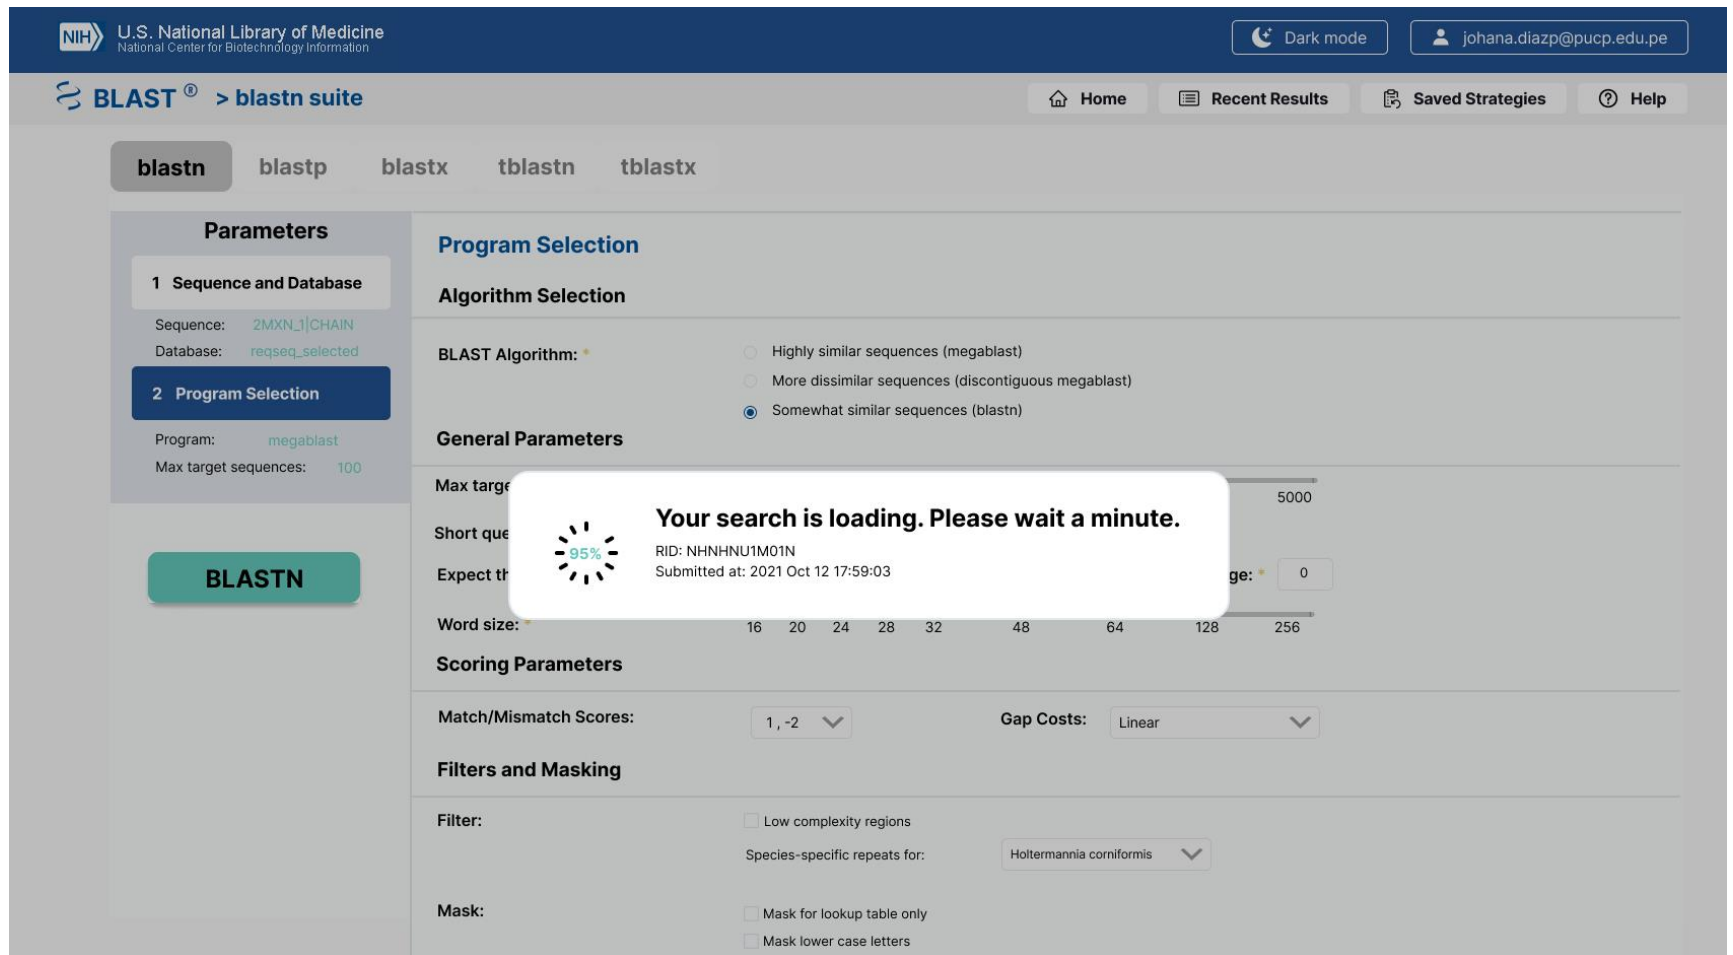 NIH U.S. National Library of Medicine
National Center for Biotechnology Information
Dark mode
johana.diazp@pucp.edu.pe
BLAST ® > blastn suite
Home
Recent Results
Saved Strategies
Help
blastn
blastp
blastx
tblastn
tblastx
Parameters
1 Sequence and Database
Sequence: 2MXN_1|CHAIN
Database: reqseq_selected
2 Program Selection
Program: megablast
Max target sequences: 100
BLASTN
Program Selection
Algorithm Selection
BLAST Algorithm: *
Highly similar sequences (megablast)
More dissimilar sequences (discontiguous megablast)
Somewhat similar sequences (blastn)
General Parameters
Max targe
5000
Short que
Expect th
ge: * 0
Your search is loading. Please wait a minute.
95%
RID: NHNHNU1M01N
Submitted at: 2021 Oct 12 17:59:03
Word size: *
16 20 24 28 32 48 64 128 256
Scoring Parameters
Match/Mismatch Scores: 1 , -2
Gap Costs: Linear
Filters and Masking
Filter:
Low complexity regions
Species-specific repeats for: Holtermannia corniformis
Mask:
Mask for lookup table only
Mask lower case letters